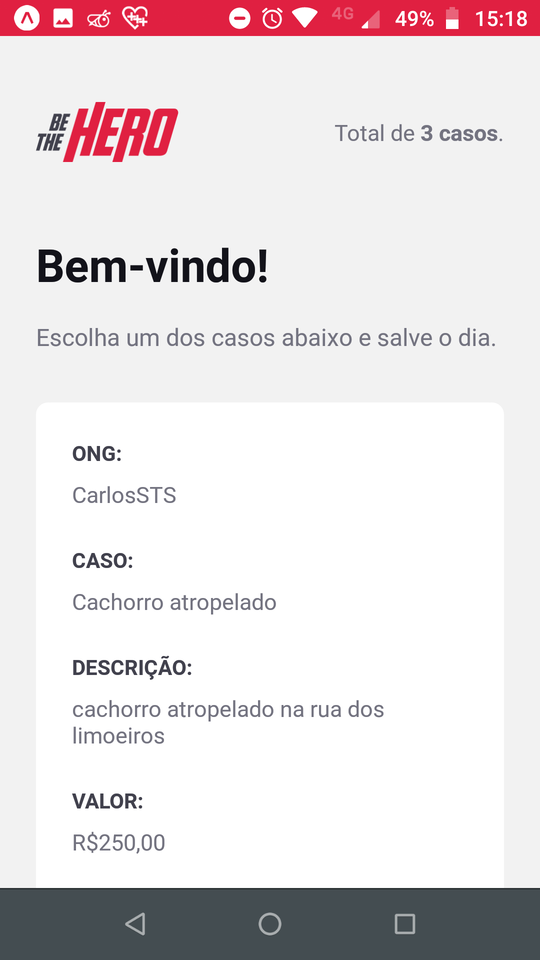 4G 49% 15:18
BE THE HERO
Total de 3 casos.
Bem-vindo!
Escolha um dos casos abaixo e salve o dia.
ONG:
CarlosSTS
CASO:
Cachorro atropelado
DESCRIÇÃO:
cachorro atropelado na rua dos
limoeiros
VALOR:
R$250,00